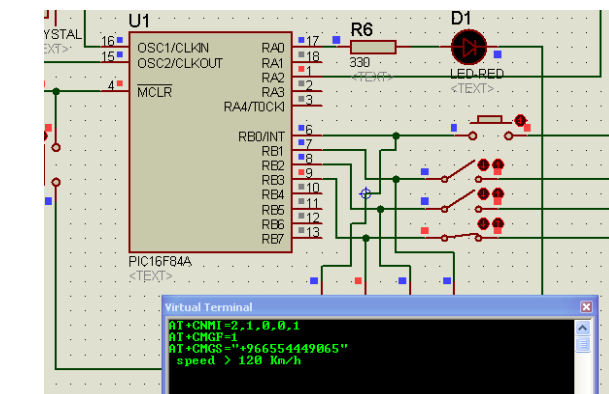 U1
D1
R6
YSTAL
EXT>
16
15
4
OSC1/CLKIN
OSC2/CLKOUT
MCLR
RA0
RA1
RA2
RA3
RA4/T0CKI
RB0/INT
RB1
RB2
RB3
RB4
RB5
RB6
RB7
17
18
1
2
3
6
7
8
9
10
11
12
13
330
<TEXT>
LED-RED
<TEXT>
PIC16F84A
<TEXT>
Virtual Terminal
AT+CNMI=2,1,0,0,1
AT+CMGF=1
AT+CMGS="+966554449065"
speed > 120 Km/h